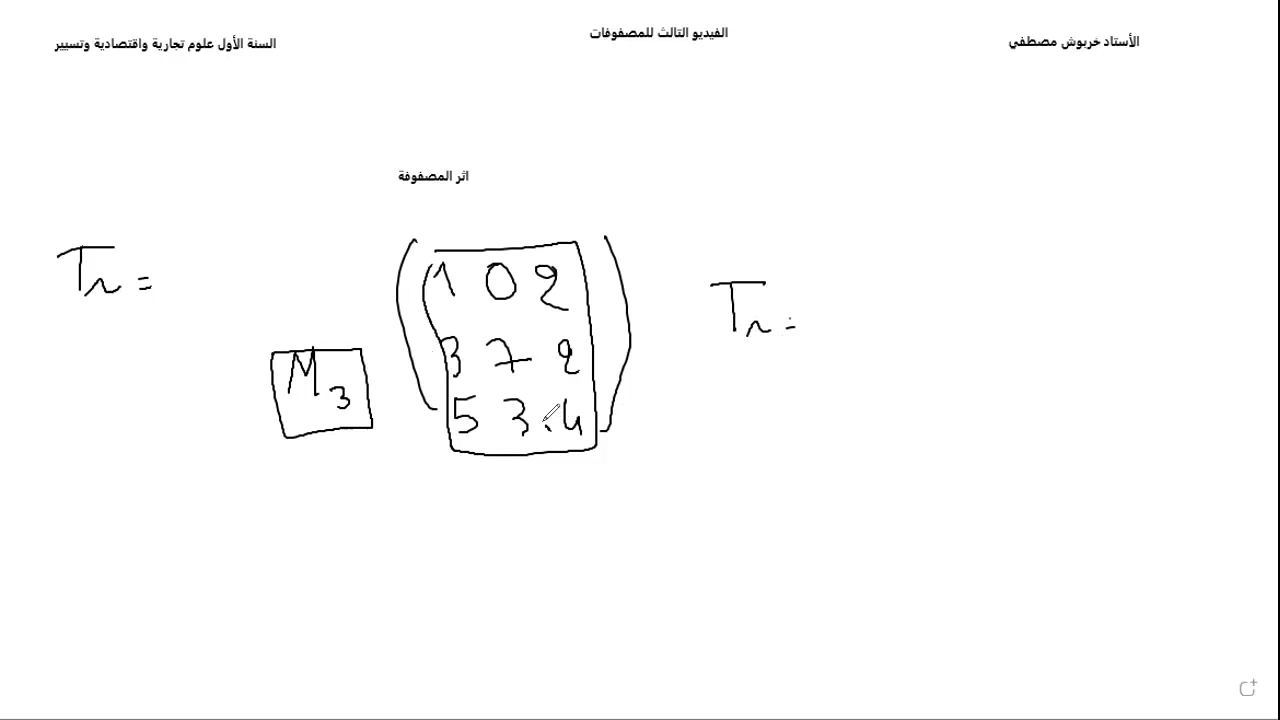 الأستاد خربوش مصطفي
الفيديو التالث للمصفوفات
السنة الأول علوم تجارية واقتصادية وتسيير
اثر المصفوفة
Tr =
1 0 2
3 7 2
5 3 4
M3
Tr =